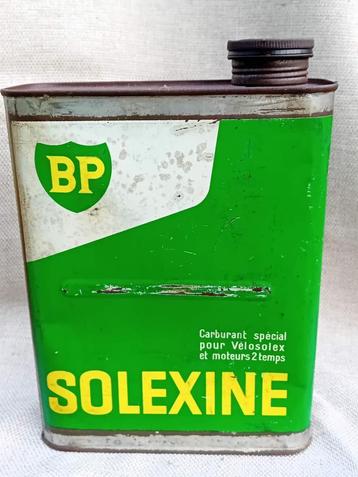 BP
Carburant spécial
pour Vélosolex
et moteurs 2 temps
SOLEXINE